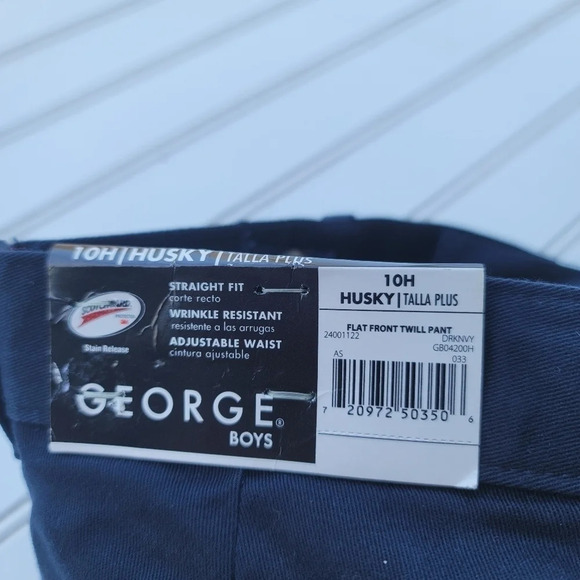 10H | HUSKY | TALLA PLUS
STRAIGHT FIT
corte recto
WRINKLE RESISTANT
resistente a las arrugas
ADJUSTABLE WAIST
cintura ajustable
Stain Release
GEORGE®
BOYS
10H
HUSKY | TALLA PLUS
FLAT FRONT TWILL PANT
24001122 DRKNVY
GB04200H
AS 033
7 20972 50350 6